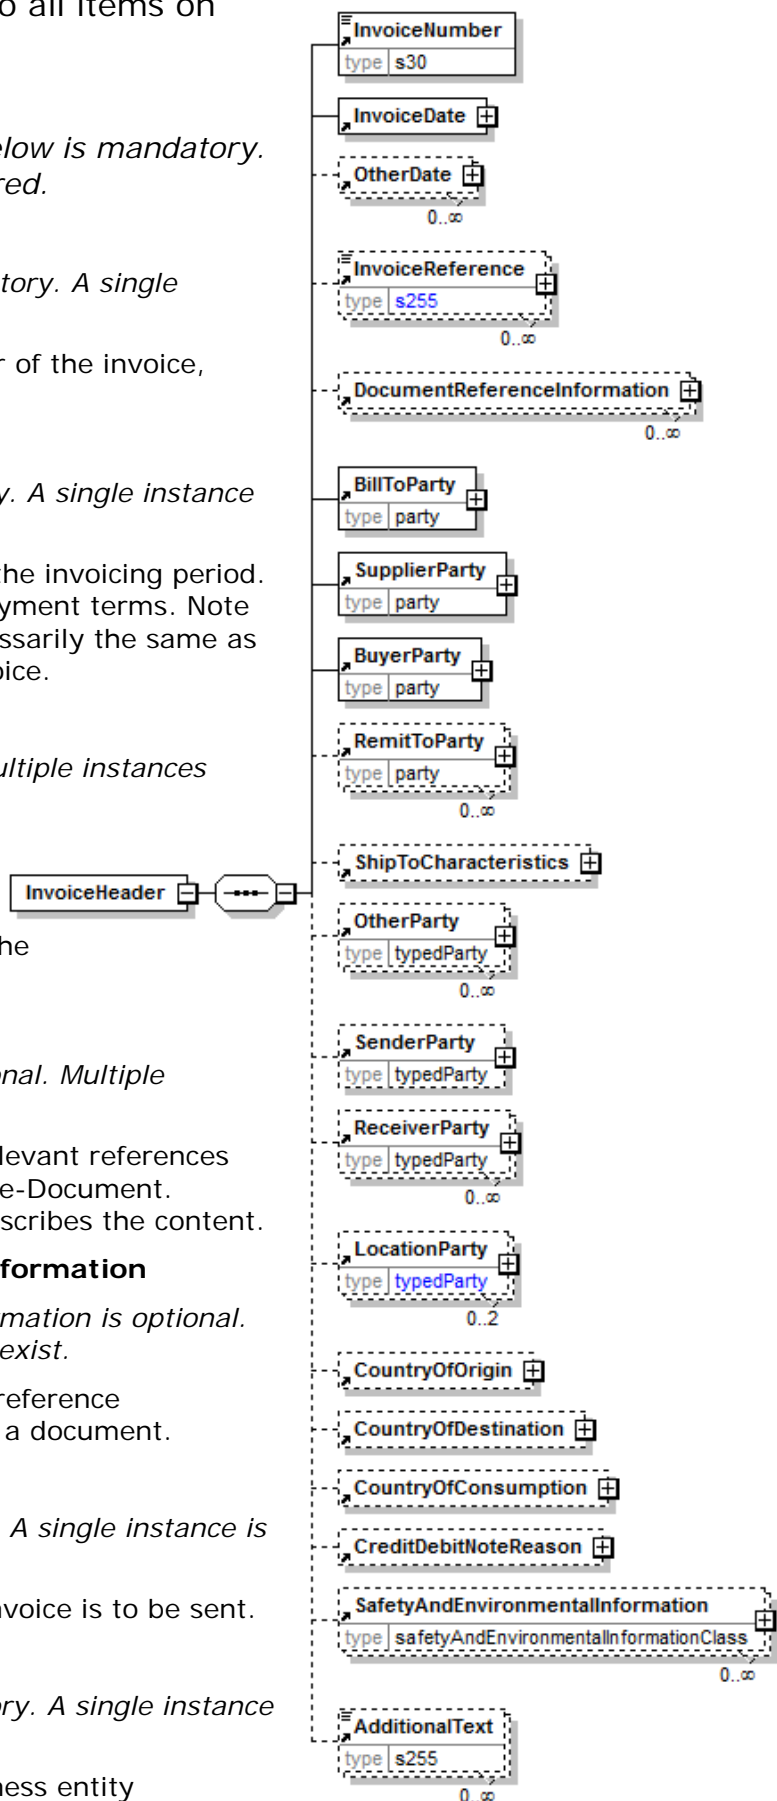 o all items on
elow is mandatory.
red.
tory. A single
r of the invoice,
y. A single instance
the invoicing period.
yment terms. Note
ssarily the same as
oice.
ultiple instances
he
onal. Multiple
levant references
e-Document.
scribes the content.
formation
rmation is optional.
exist.
reference
a document.
A single instance is
nvoice is to be sent.
ory. A single instance
ness entity
InvoiceHeader
InvoiceNumber
type s30
InvoiceDate
OtherDate
0..∞
InvoiceReference
type s255
0..∞
DocumentReferenceInformation
0..∞
BillToParty
type party
SupplierParty
type party
BuyerParty
type party
RemitToParty
type party
0..∞
ShipToCharacteristics
OtherParty
type typedParty
0..∞
SenderParty
type typedParty
ReceiverParty
type typedParty
0..∞
LocationParty
type typedParty
0..2
CountryOfOrigin
CountryOfDestination
CountryOfConsumption
CreditDebitNoteReason
SafetyAndEnvironmentalInformation
type safetyAndEnvironmentalInformationClass
0..∞
AdditionalText
type s255
0..∞